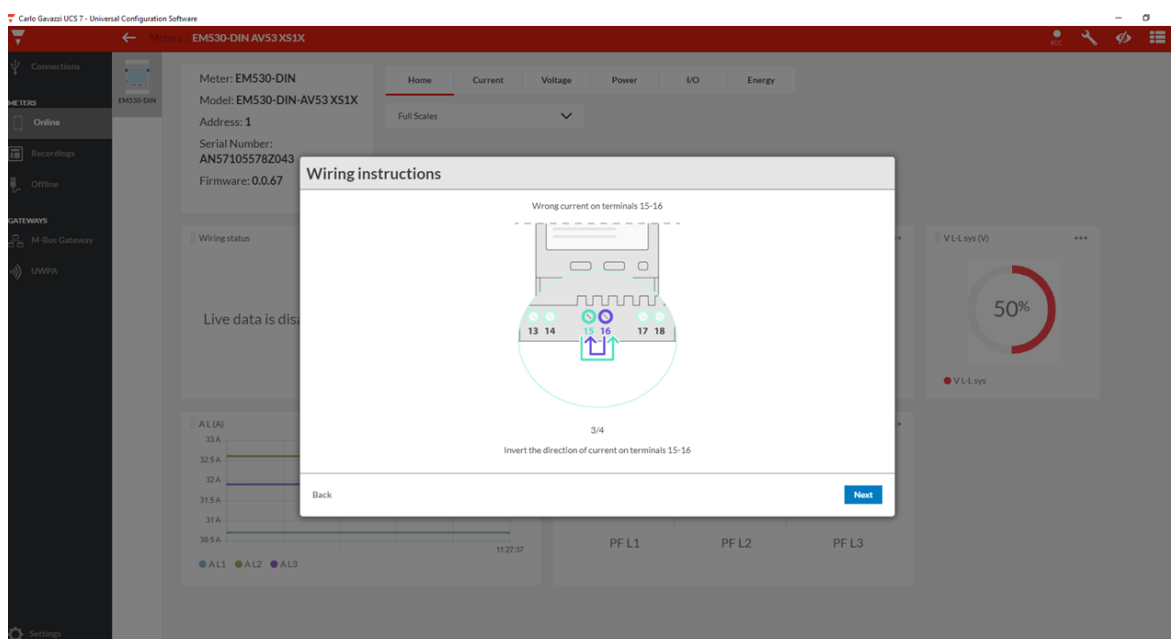 Carlo Gavazzi UCS 7 - Universal Configuration Software
Meters / EM530-DIN AV53 XS1X
REC
Connections
METERS
Online
Recordings
Offline
GATEWAYS
M-Bus Gateway
UWPA
Settings
EM530-DIN
Meter: EM530-DIN
Model: EM530-DIN-AV53 XS1X
Address: 1
Serial Number:
AN57105578Z043
Firmware: 0.0.67
Home Current Voltage Power I/O Energy
Full Scales
Wiring instructions
Wrong current on terminals 15-16
13 14 15 16 17 18
3/4
Invert the direction of current on terminals 15-16
Back Next
Wiring status
Live data is disa
V L-L sys (V)
50%
V L-L sys
A L (A)
33 A
32.5 A
32 A
31.5 A
31 A
30.5 A
11:27:37
A L1 A L2 A L3
PF L1 PF L2 PF L3